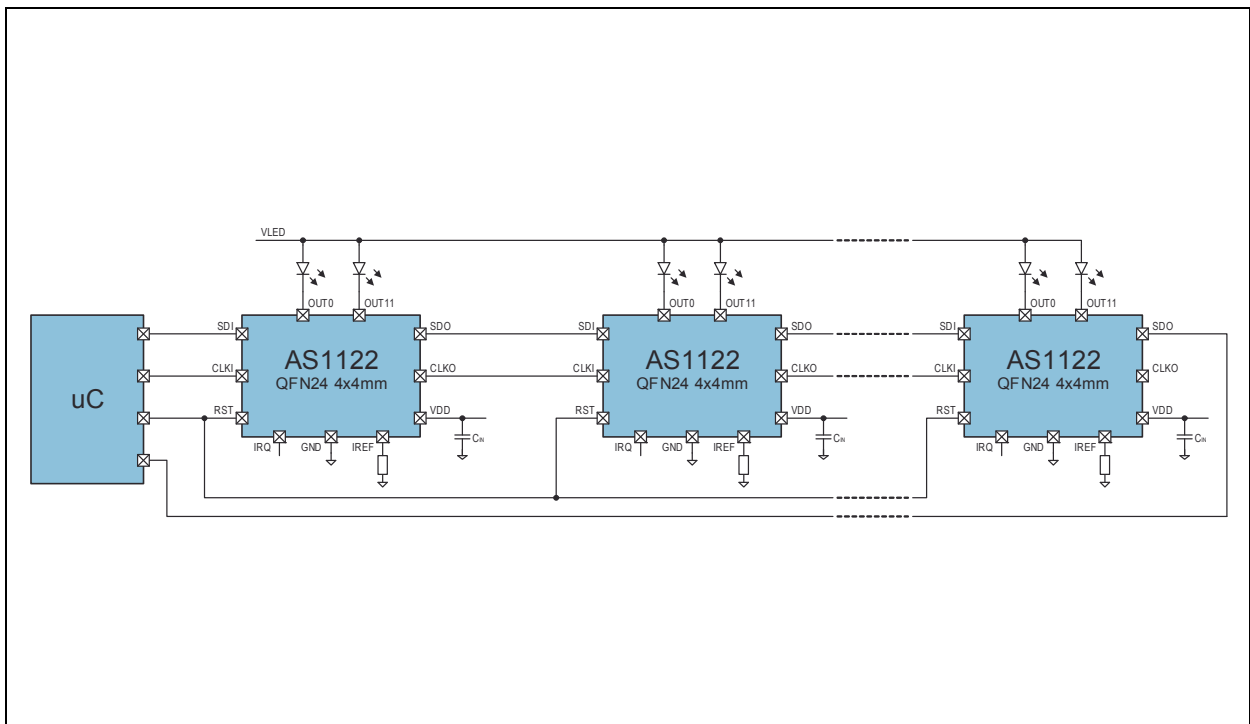 VLED
OUT0 OUT11 OUT0 OUT11 OUT0 OUT11
SDI SDO SDI SDO SDI SDO
AS1122 AS1122 AS1122
QFN24 4x4mm QFN24 4x4mm QFN24 4x4mm
CLKI CLKO CLKI CLKO CLKI CLKO
uC
RST VDD RST VDD RST VDD
CIN CIN CIN
IRQ GND IREF IRQ GND IREF IRQ GND IREF